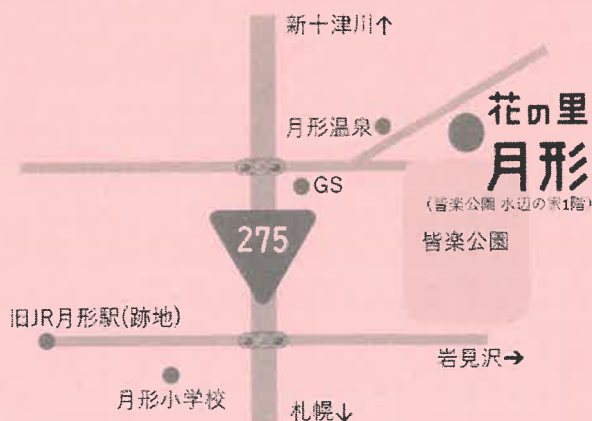 新十津川↑
月形温泉
花の里
月形
(皆楽公園 水辺の家1階)
GS
275
皆楽公園
旧JR月形駅(跡地)
岩見沢→
月形小学校
札幌↓